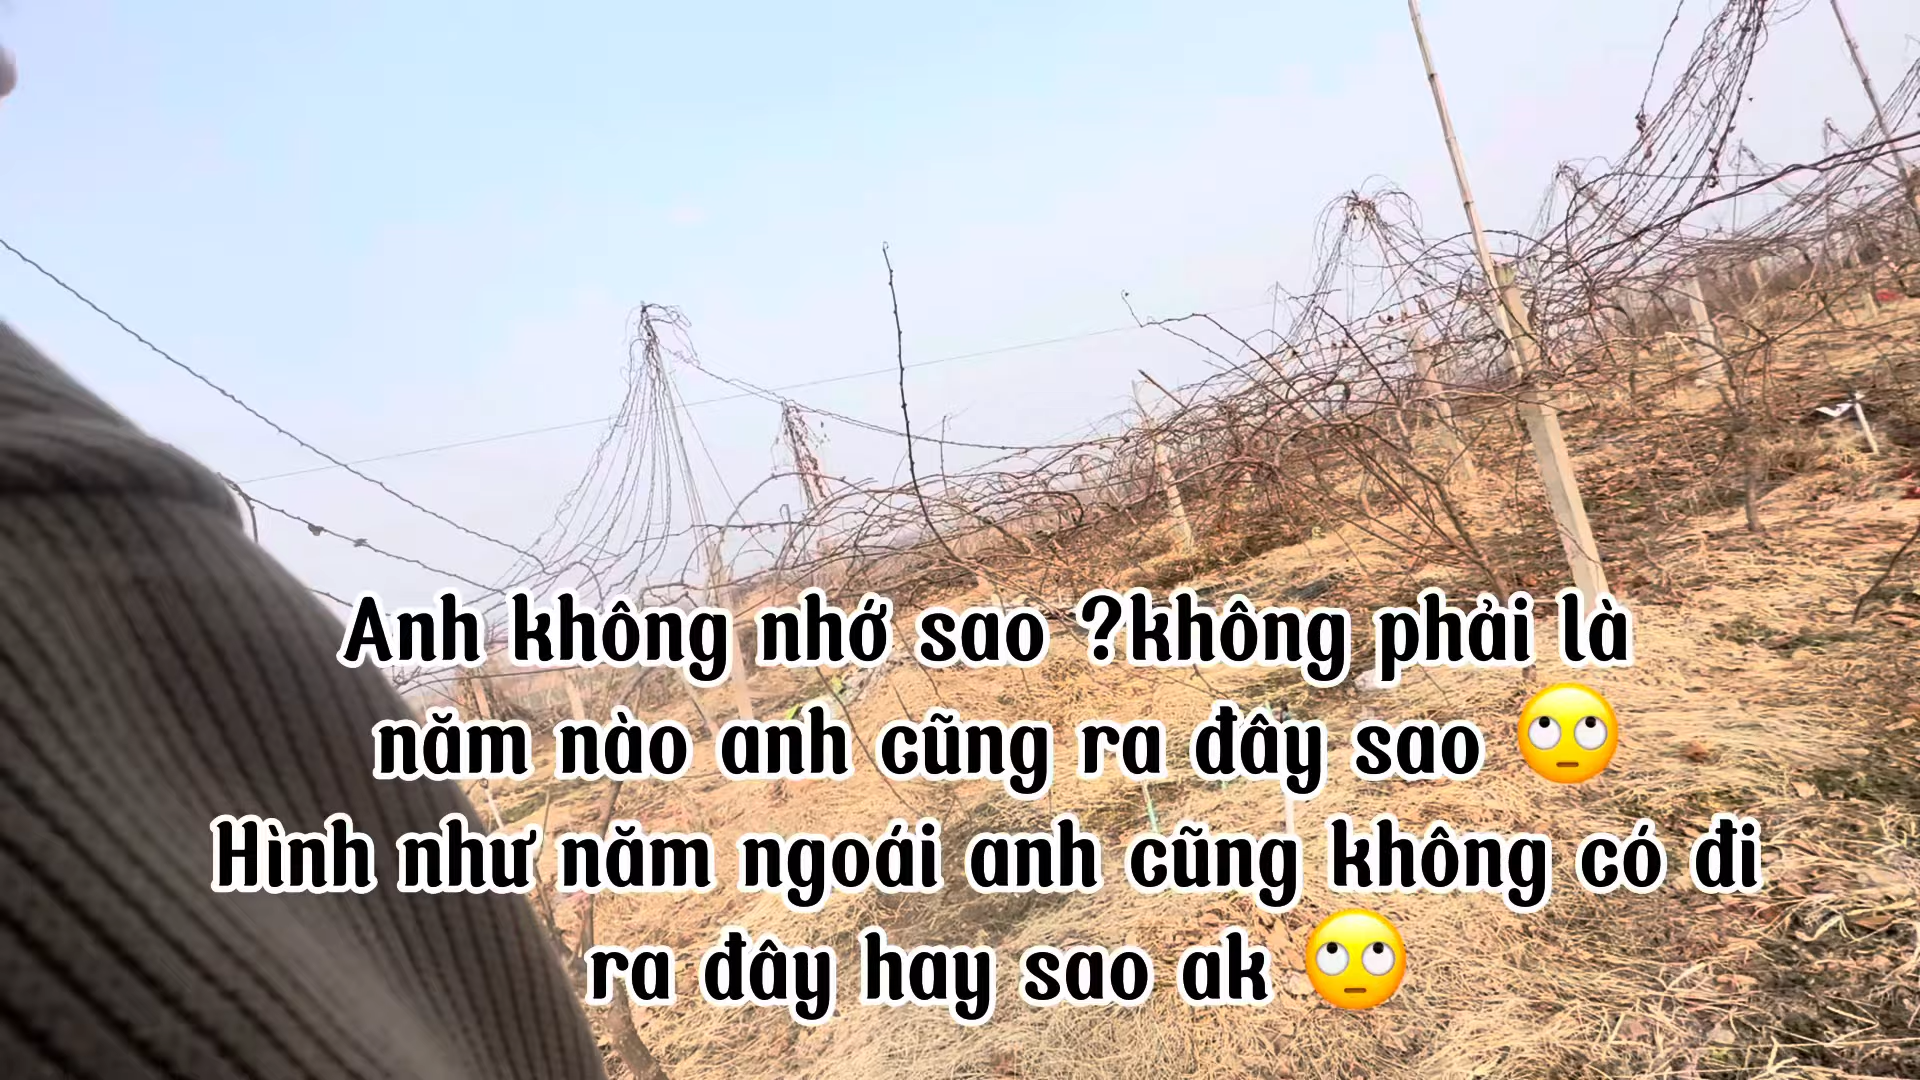 Anh không nhớ sao ?không phải là
năm nào anh cũng ra đây sao 🙄
Hình như năm ngoái anh cũng không có đi
ra đây hay sao ak 🙄